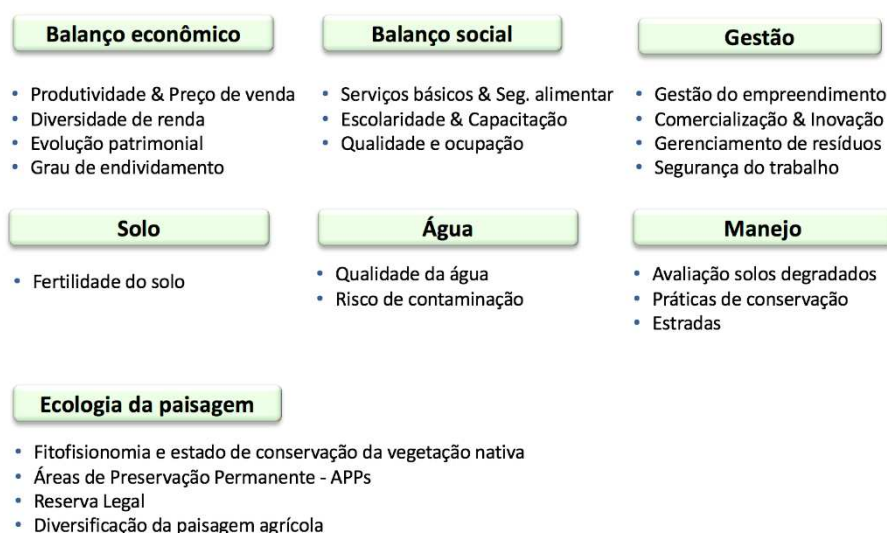 Balanço econômico
• Produtividade & Preço de venda
• Diversidade de renda
• Evolução patrimonial
• Grau de endividamento
Balanço social
• Serviços básicos & Seg. alimentar
• Escolaridade & Capacitação
• Qualidade e ocupação
Gestão
• Gestão do empreendimento
• Comercialização & Inovação
• Gerenciamento de resíduos
• Segurança do trabalho
Solo
• Fertilidade do solo
Água
• Qualidade da água
• Risco de contaminação
Manejo
• Avaliação solos degradados
• Práticas de conservação
• Estradas
Ecologia da paisagem
• Fitofisionomia e estado de conservação da vegetação nativa
• Áreas de Preservação Permanente - APPs
• Reserva Legal
• Diversificação da paisagem agrícola